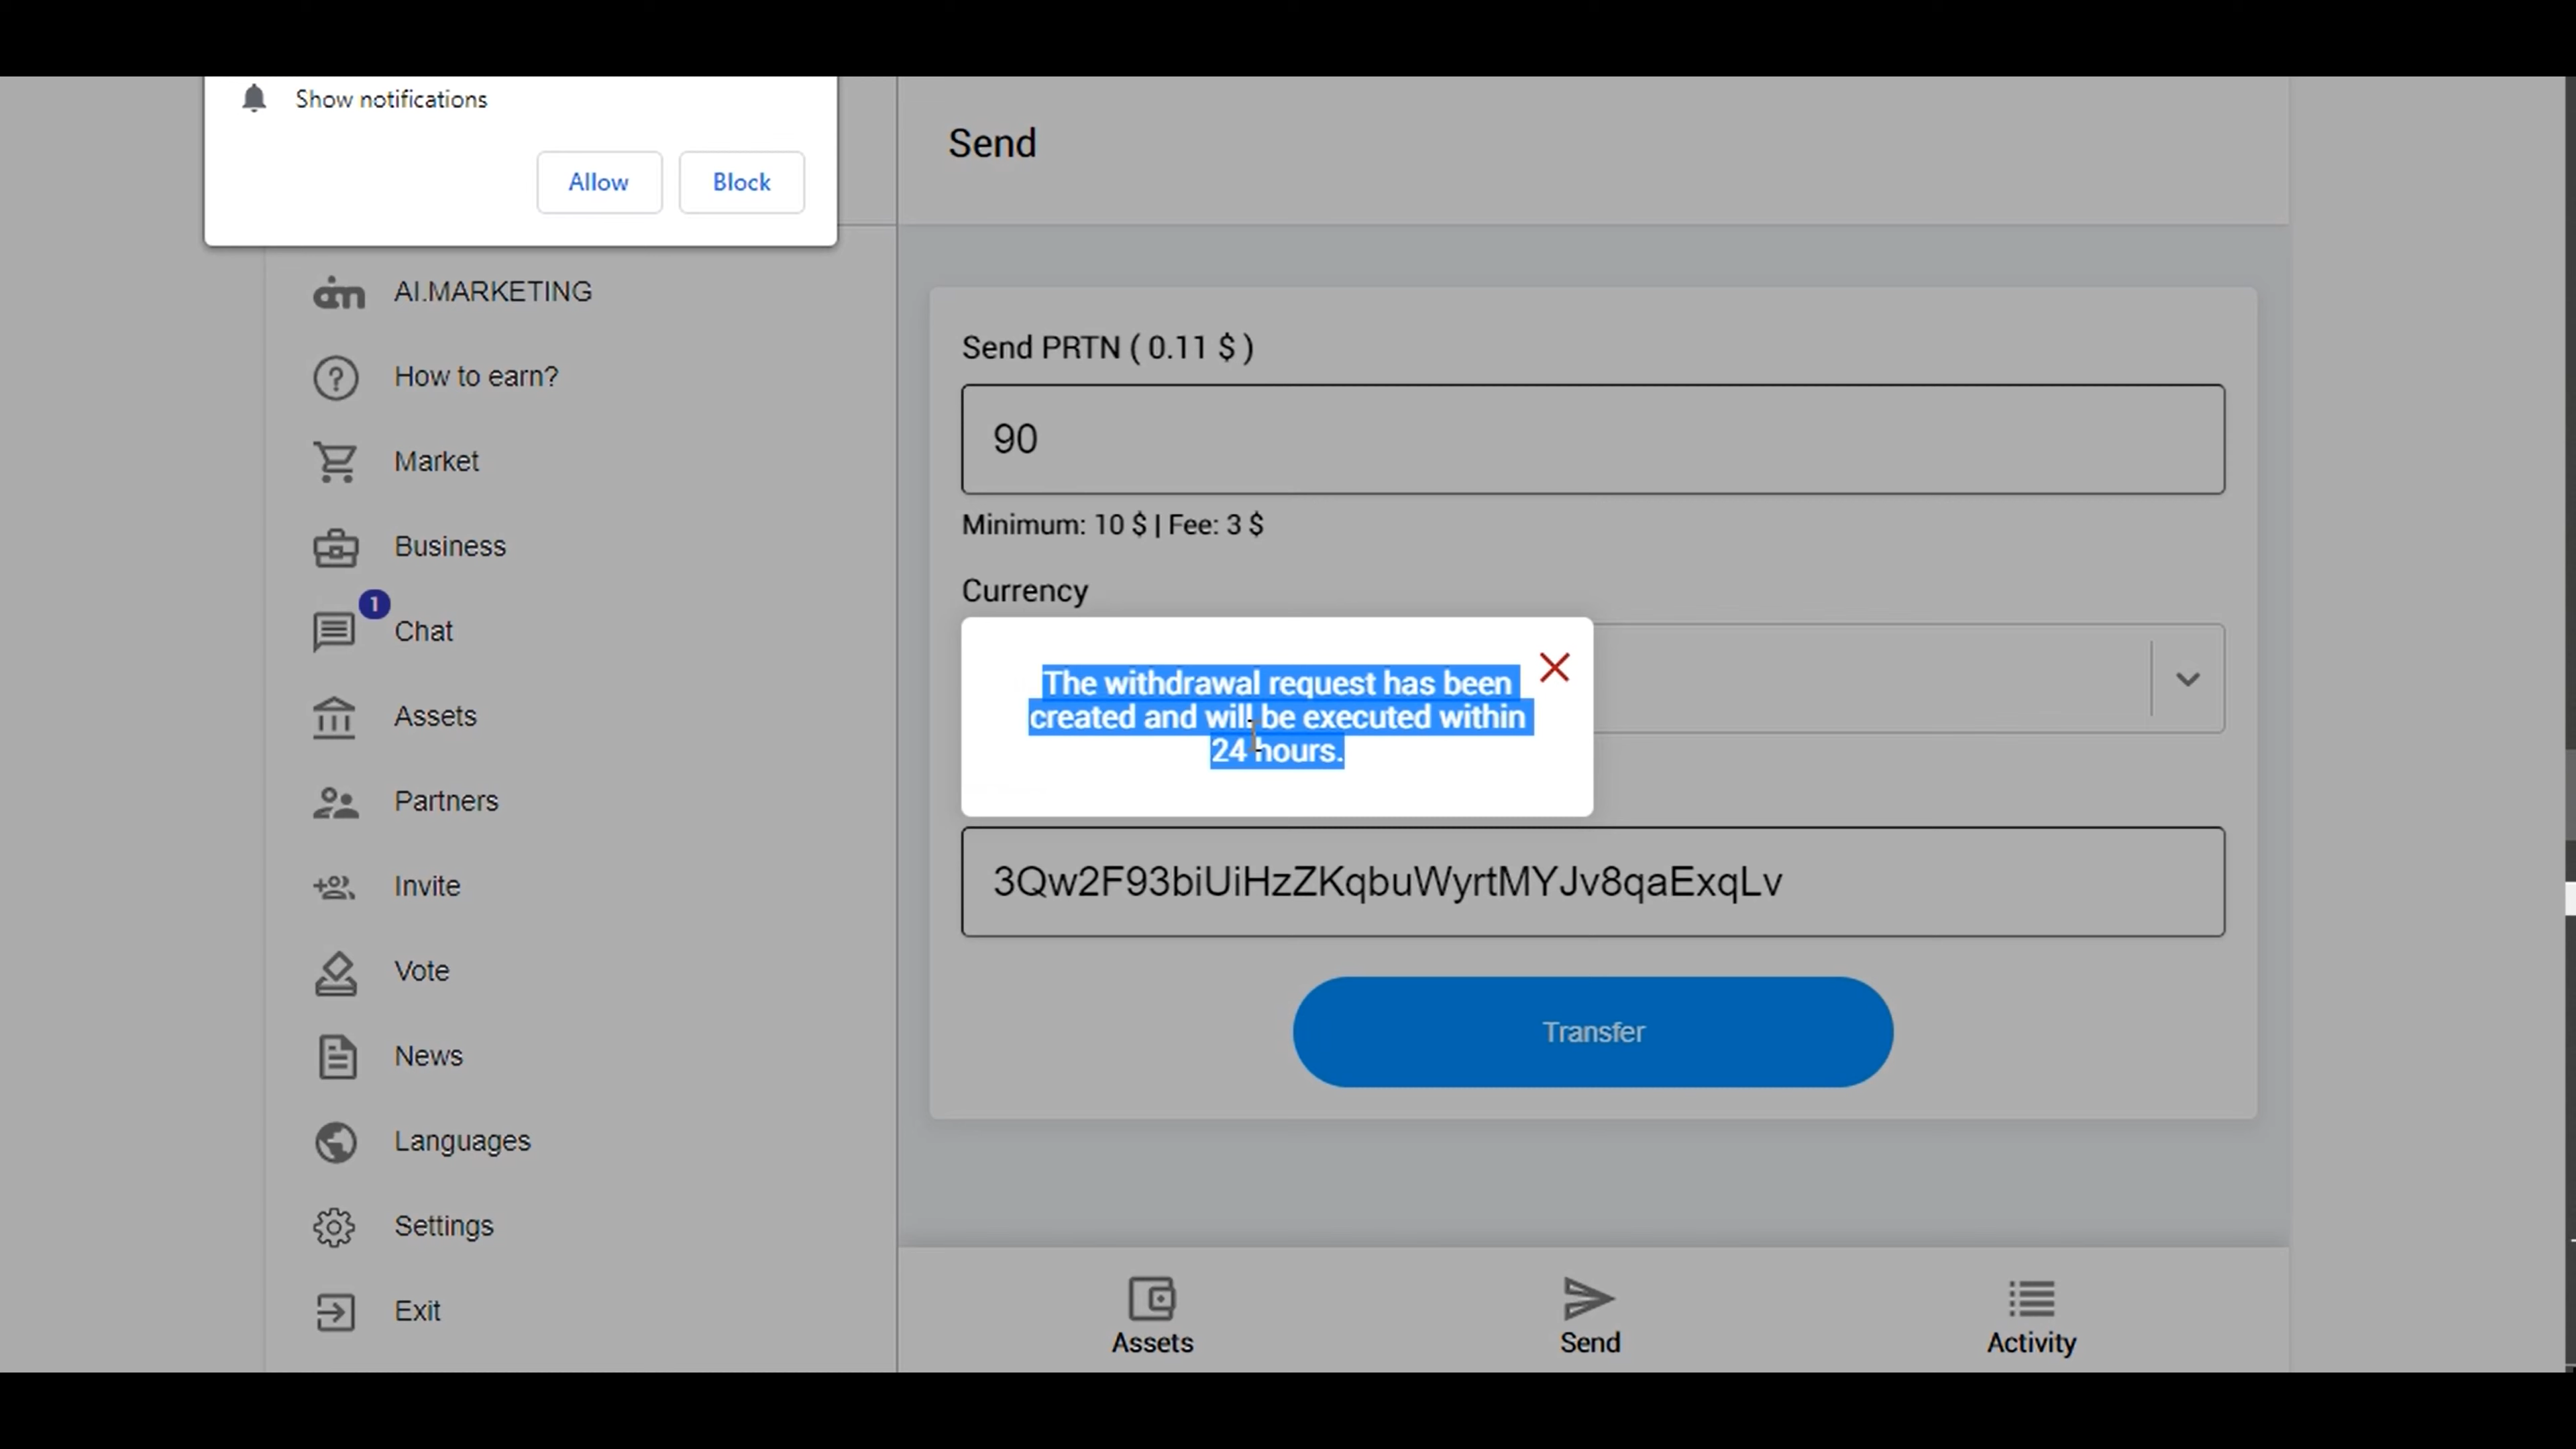 Show notifications
Allow
Block
AI.MARKETING
How to earn?
Market
Business
1
Chat
Assets
Partners
Invite
Vote
News
Languages
Settings
Exit
Send
Send PRTN ( 0.11 $ )
90
Minimum: 10 $ | Fee: 3 $
Currency
The withdrawal request has been
created and will be executed within
24 hours.
3Qw2F93biUiHzZKqbuWyrtMYJv8qaExqLv
Transfer
Assets
Send
Activity